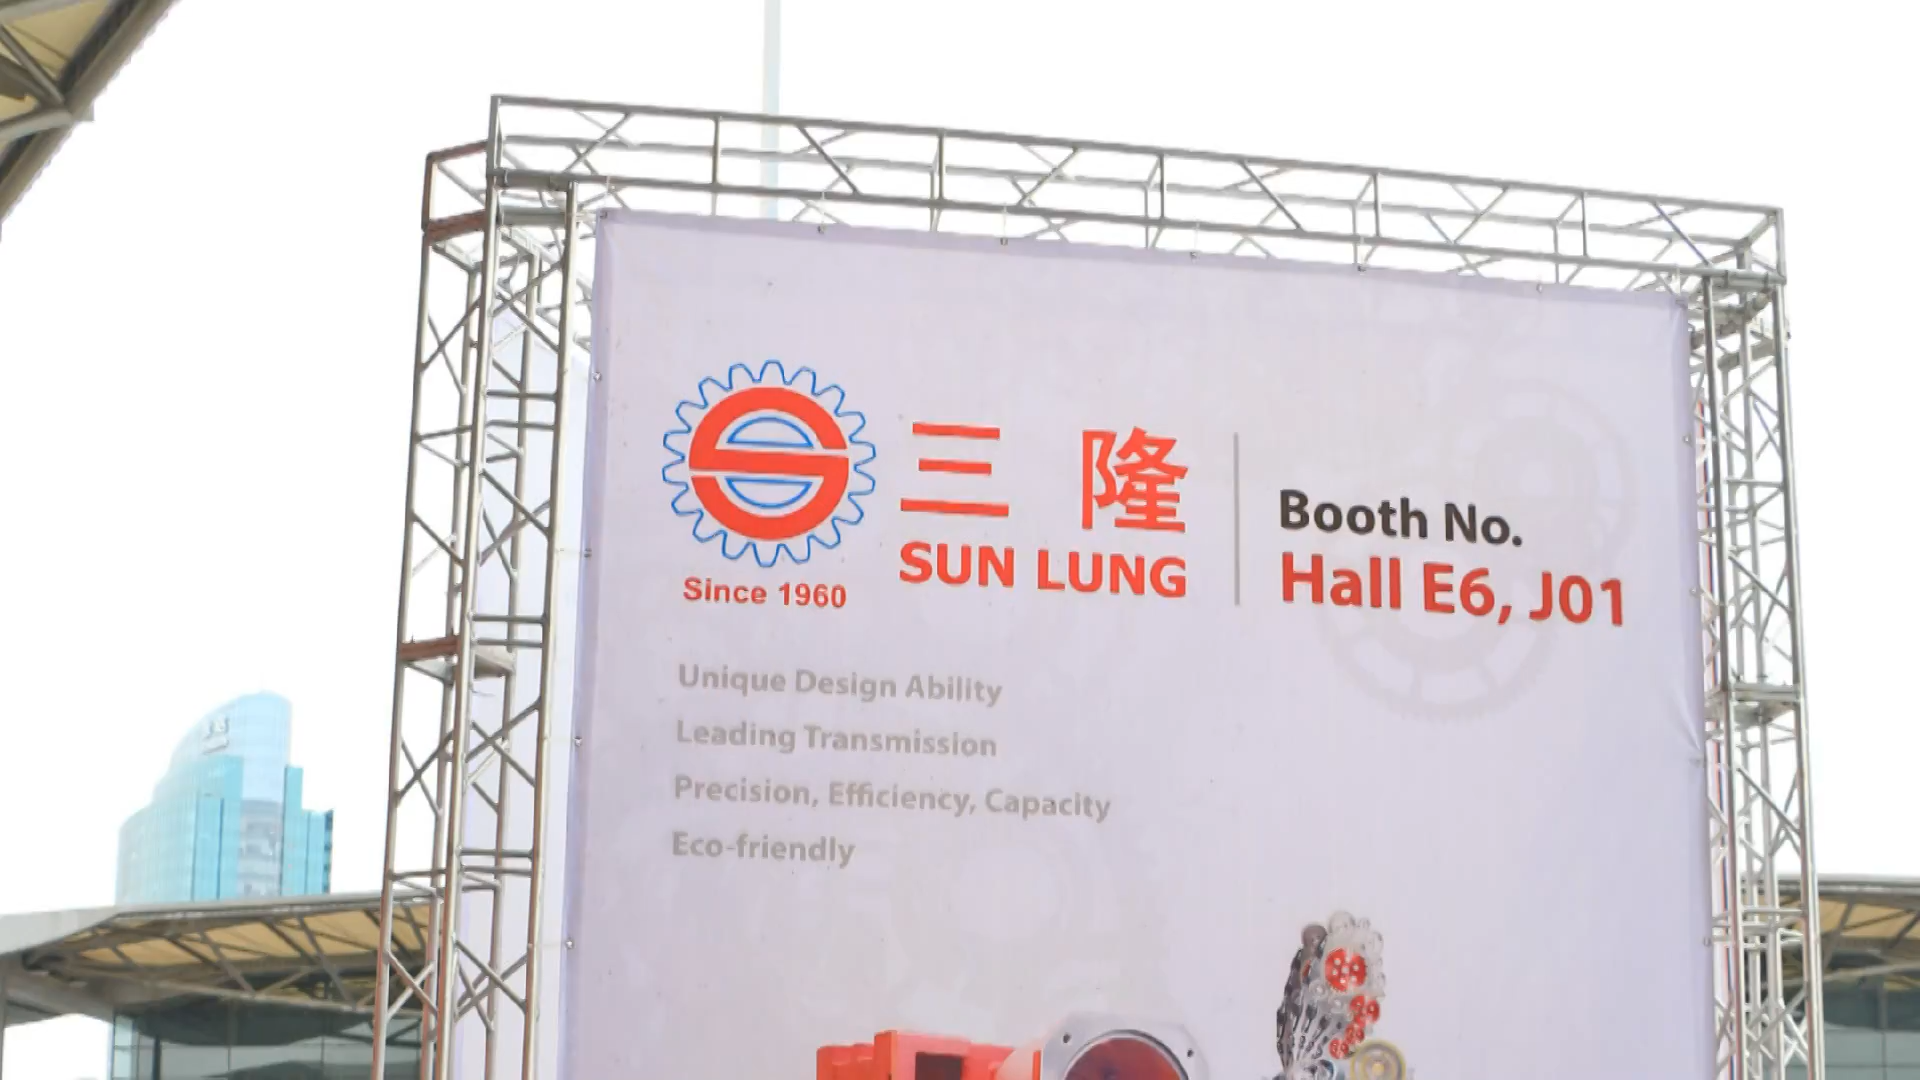 三隆
SUN LUNG
Since 1960
Booth No.
Hall E6, J01
Unique Design Ability
Leading Transmission
Precision, Efficiency, Capacity
Eco-friendly